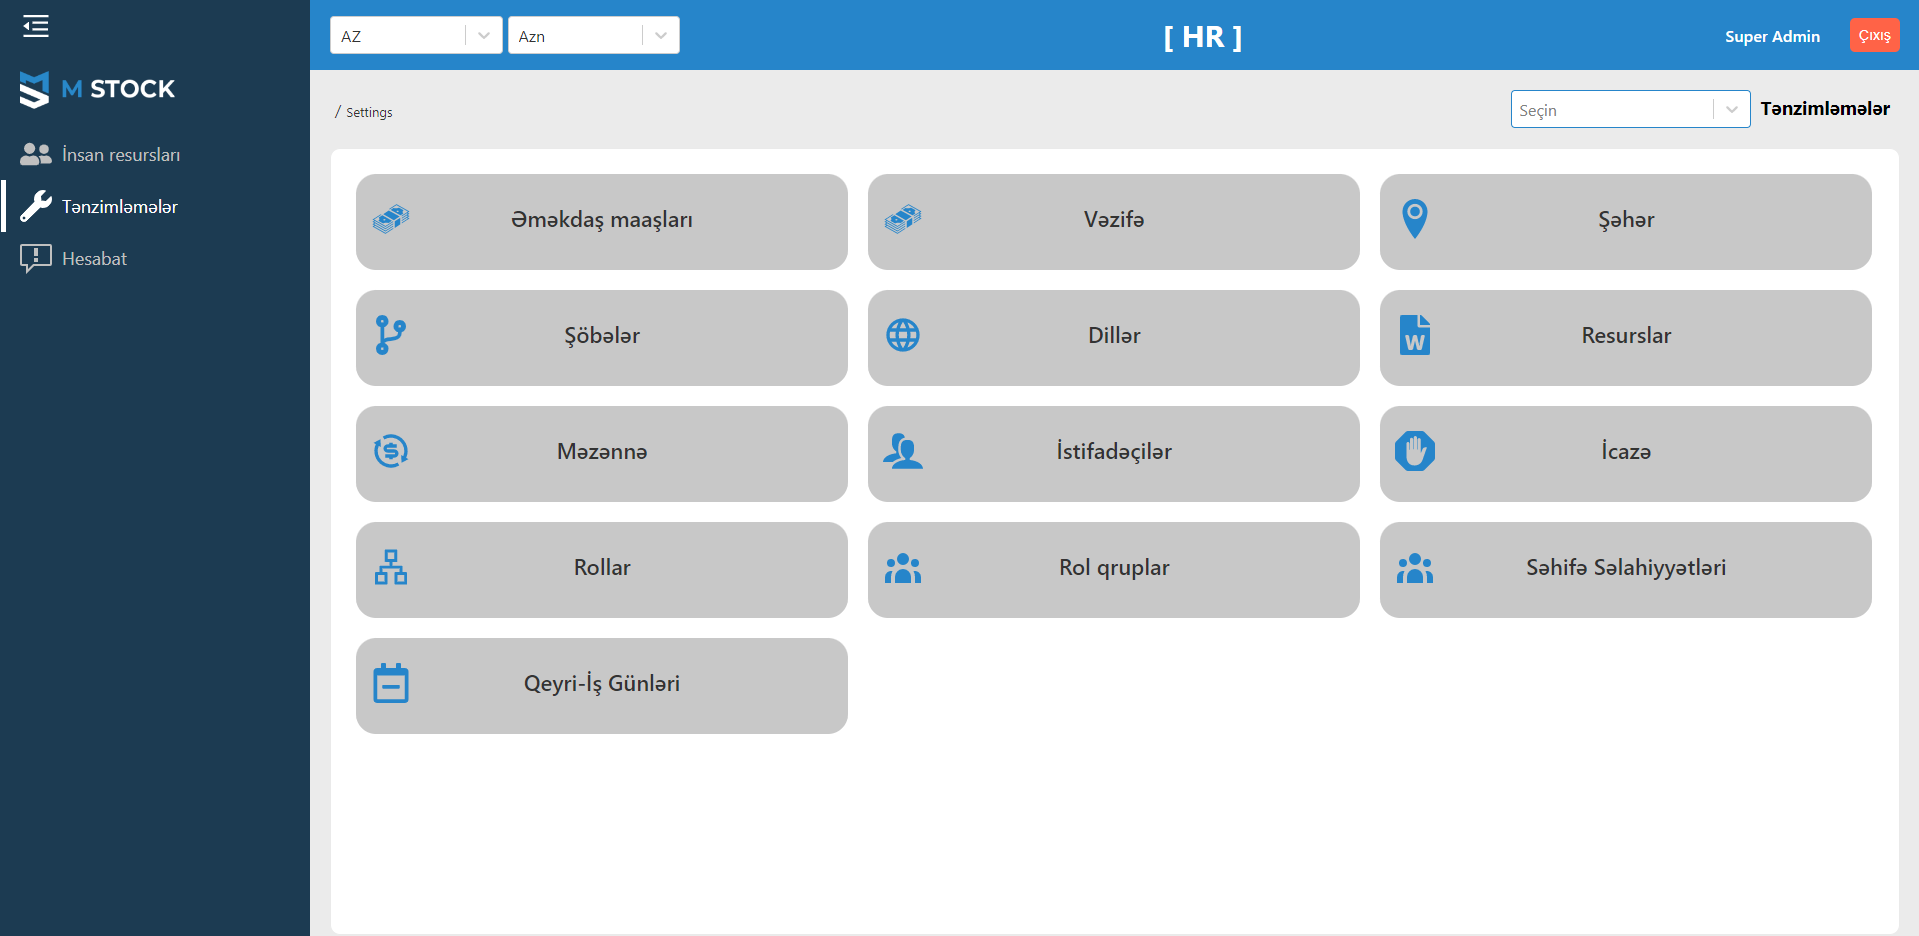 AZ
Azn
[ HR ]
Super Admin
Çıxış
M STOCK
/ Settings
Seçin
Tənzimləmələr
İnsan resursları
Tənzimləmələr
Hesabat
Əməkdaş maaşları
Vəzifə
Şəhər
Şöbələr
Dillər
Resurslar
W
Məzənnə
İstifadəçilər
İcazə
Rollar
Rol qruplar
Səhifə Səlahiyyətləri
Qeyri-İş Günləri